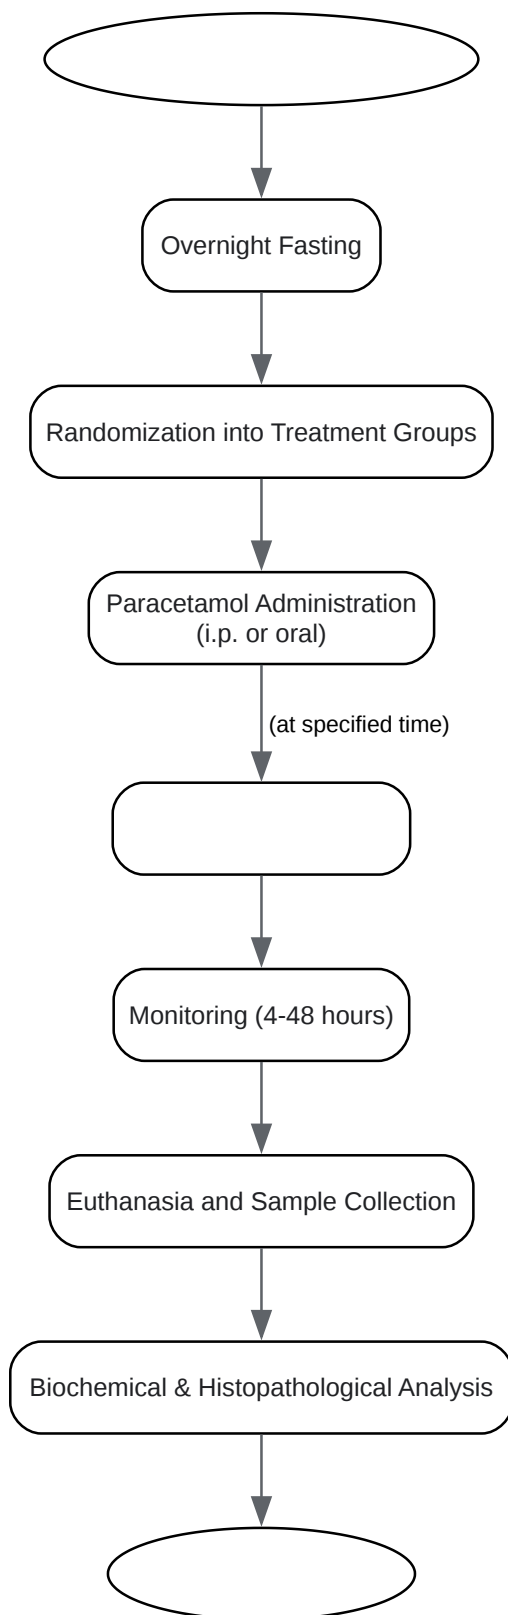 Overnight Fasting
Randomization into Treatment Groups
Paracetamol Administration
(i.p. or oral)
(at specified time)
Monitoring (4-48 hours)
Euthanasia and Sample Collection
Biochemical & Histopathological Analysis